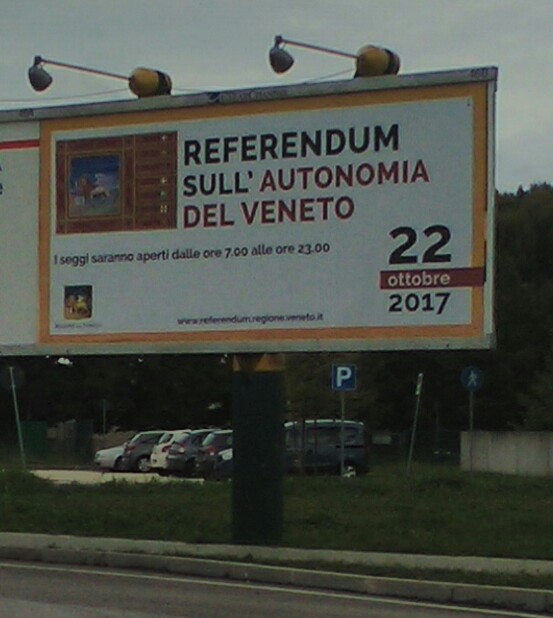 REFERENDUM
SULL' AUTONOMIA
DEL VENETO
I seggi saranno aperti dalle ore 7.00 alle ore 23.00
22
ottobre
2017
www.referendum.regione.veneto.it
P